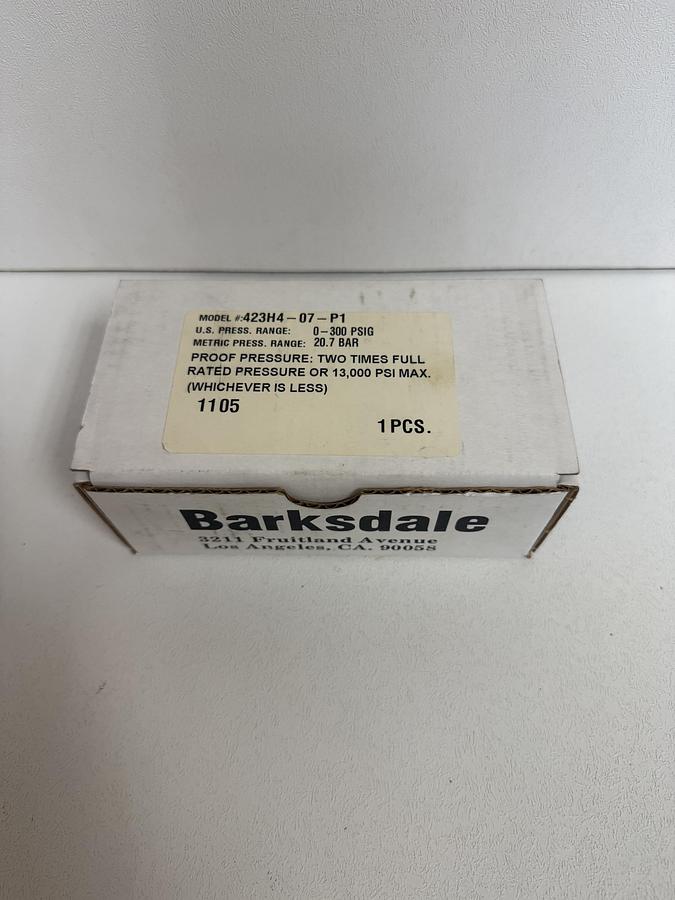 MODEL #:423H4-07-P1
U.S. PRESS. RANGE: 0-300 PSIG
METRIC PRESS. RANGE: 20.7 BAR
PROOF PRESSURE: TWO TIMES FULL
RATED PRESSURE OR 13,000 PSI MAX.
(WHICHEVER IS LESS)
1105
1 PCS.
Barksdale
3211 Fruitland Avenue
Los Angeles, CA. 90058